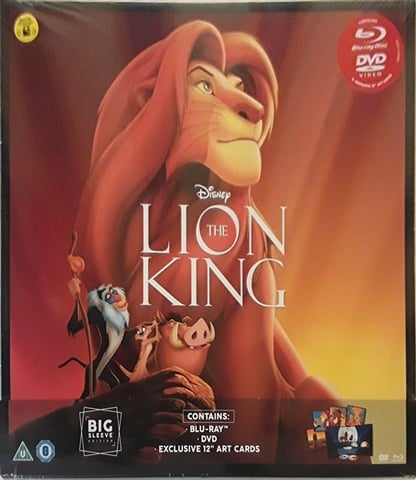 CONTAINS
Blu-ray Disc
DVD
VIDEO
Disney
THE
LION
KING
BIG
SLEEVE
EDITION
CONTAINS:
· BLU-RAY™
· DVD
· EXCLUSIVE 12" ART CARDS
U